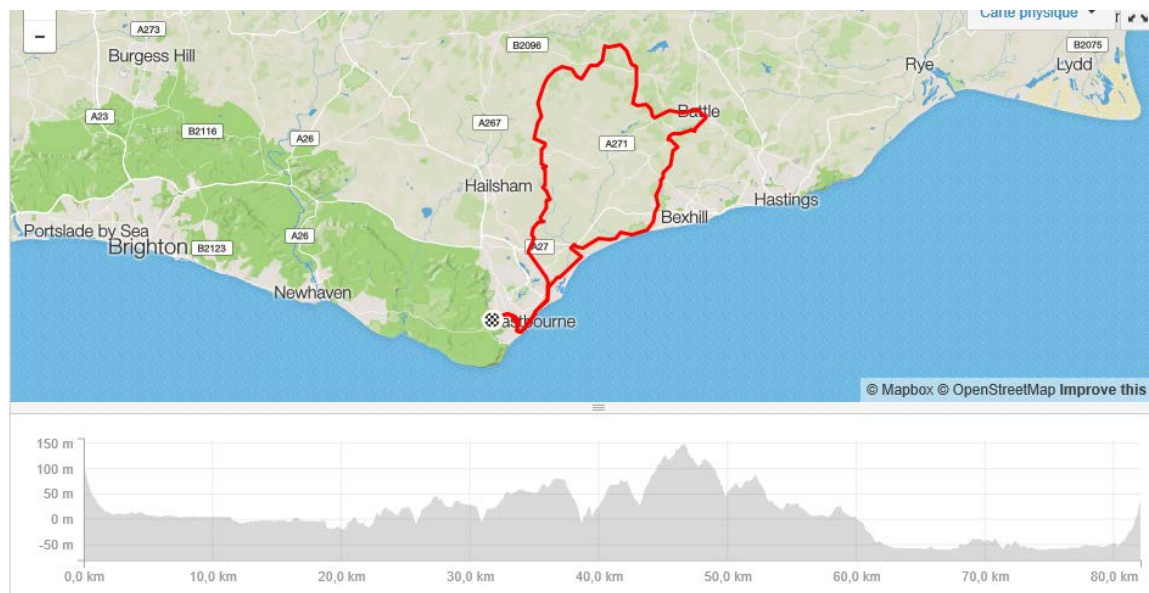 Carte physique
−
A273
B2096
B2075
Burgess Hill
Rye
Lydd
A23
Battle
A267
B2116
A26
A271
Hailsham
Hastings
Bexhill
Portslade by Sea
A26
A27
Brighton
B2123
Newhaven
astbourne
© Mapbox © OpenStreetMap Improve this
150 m
100 m
50 m
0 m
-50 m
0,0 km 10,0 km 20,0 km 30,0 km 40,0 km 50,0 km 60,0 km 70,0 km 80,0 km